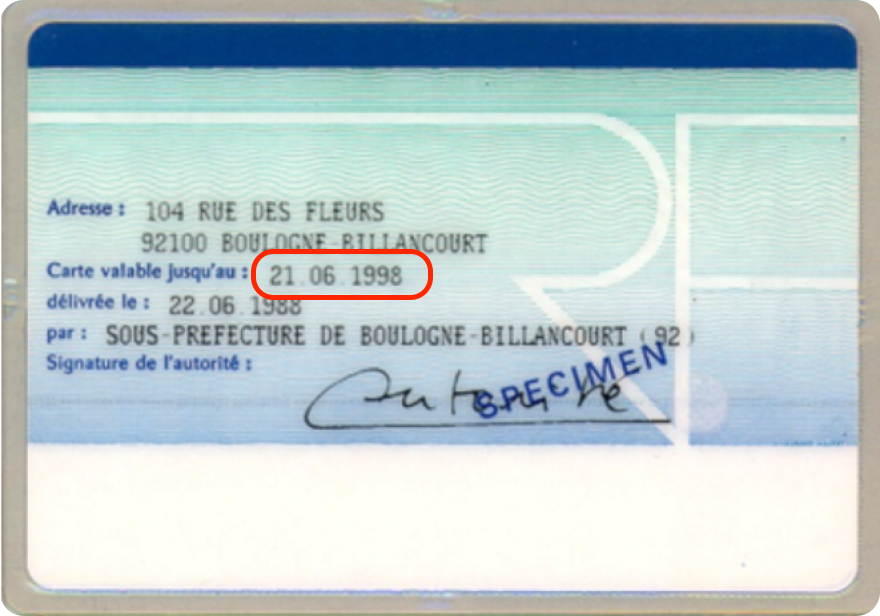 Adresse : 104 RUE DES FLEURS
92100 BOULOGNE-BILLANCOURT
Carte valable jusqu'au : 21.06.1998
délivrée le : 22.06.1988
par : SOUS-PREFECTURE DE BOULOGNE-BILLANCOURT (92)
Signature de l'autorité :
SPECIMEN